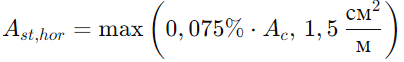 A_{st,hor} = max(0,075% · A_c, 1,5 см²/м)